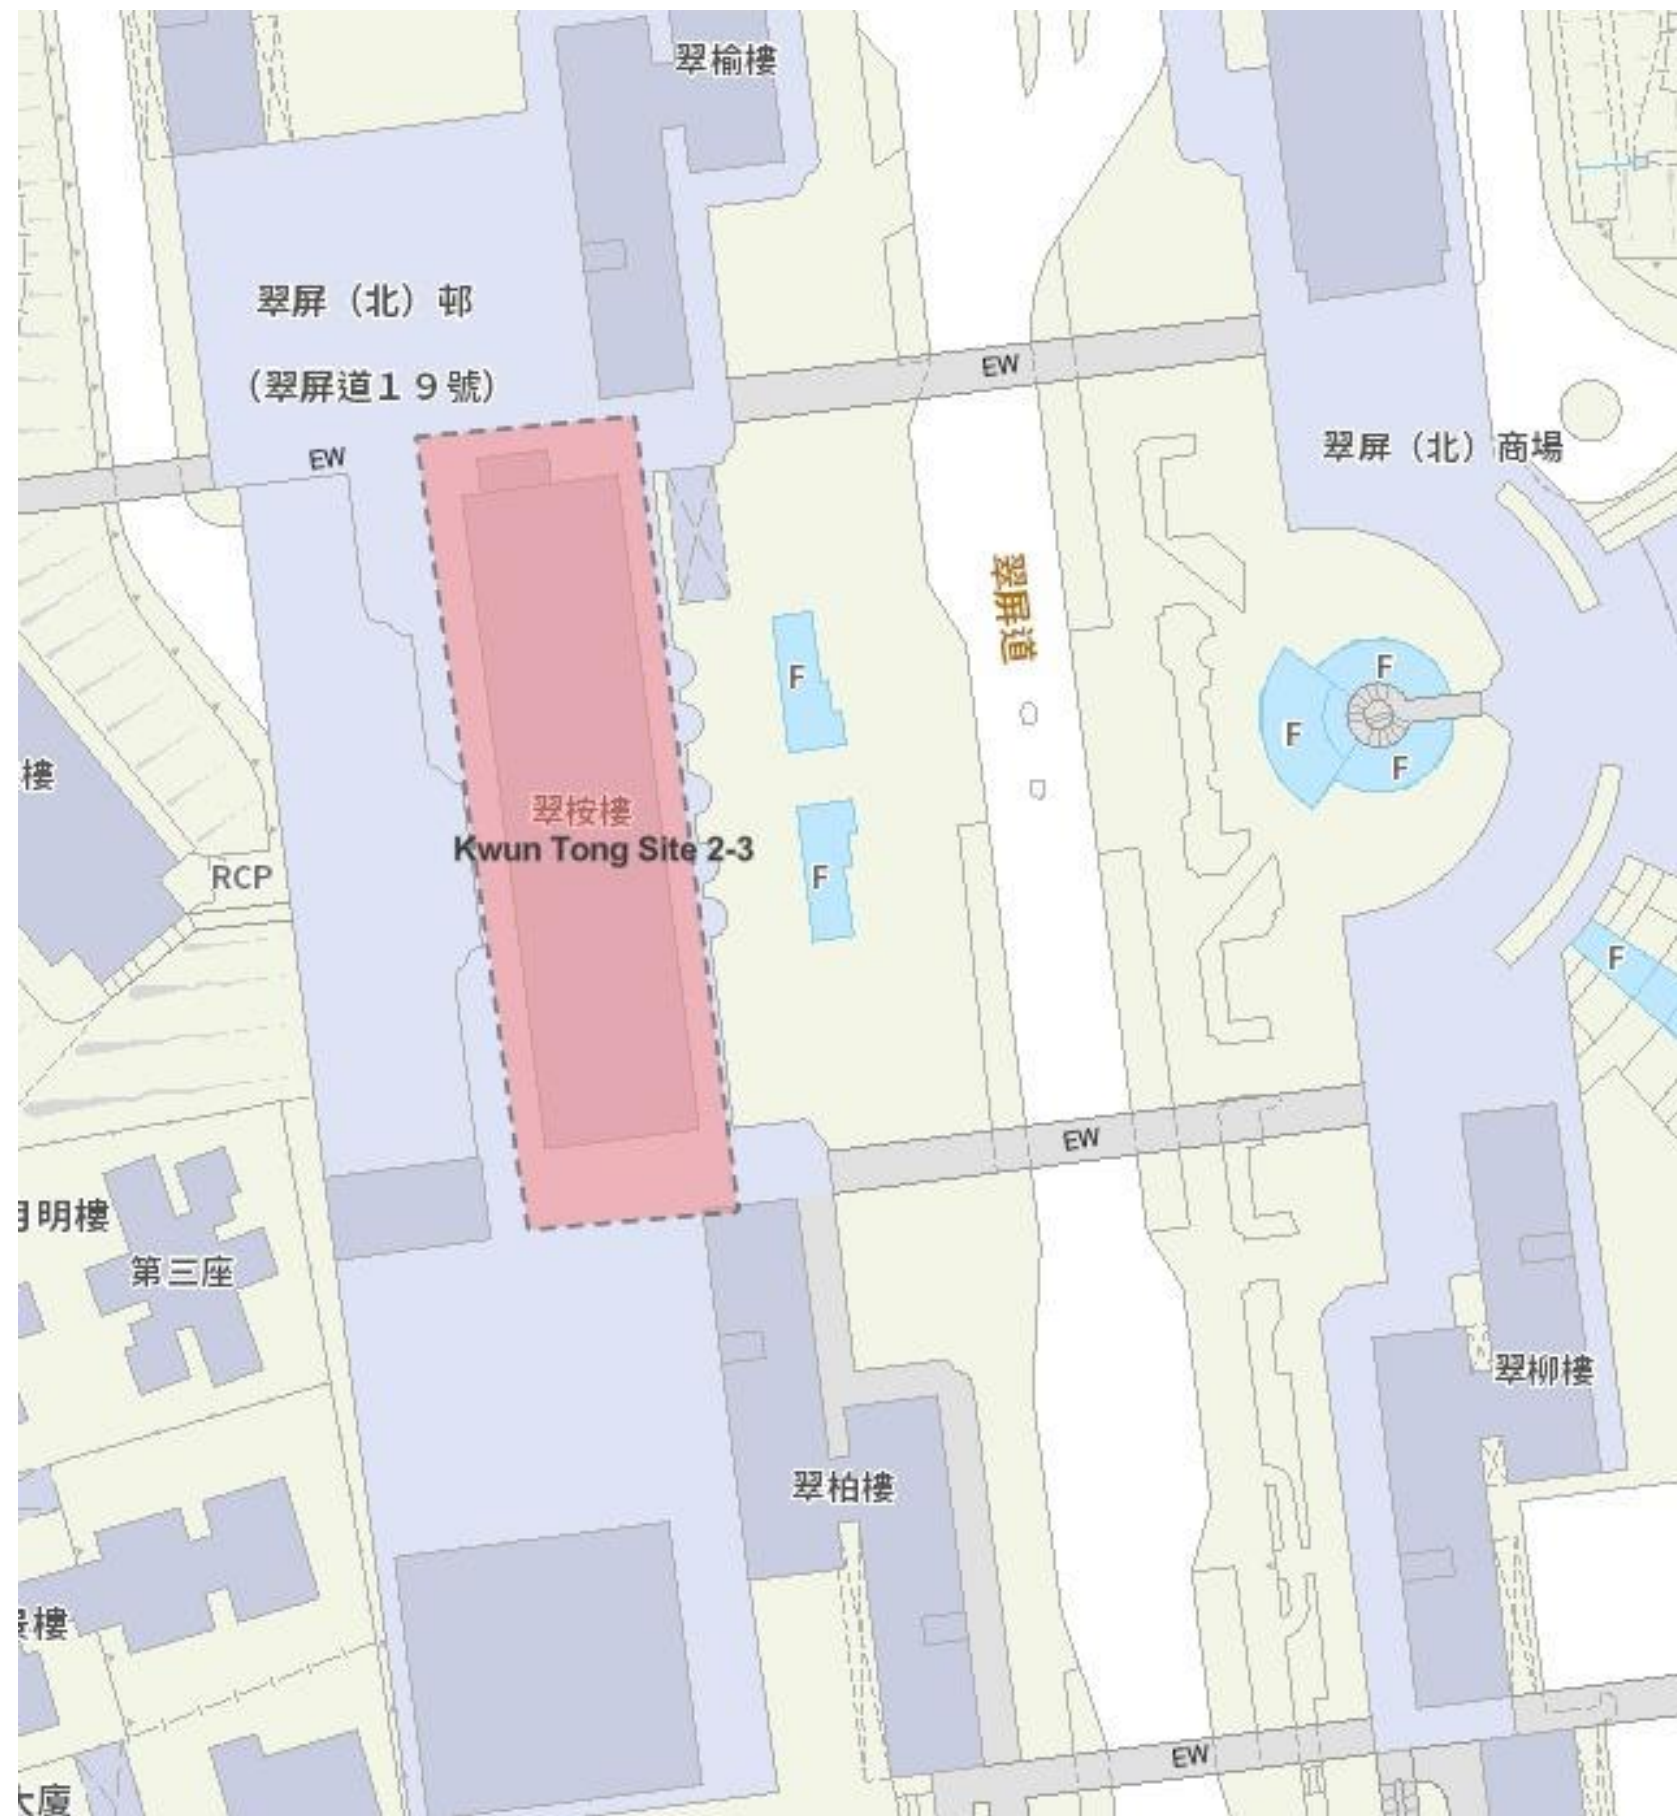 翠榆樓
翠屏（北）邨
（翠屏道１９號）
EW
EW
翠屏（北）商場
翠屏道
F
F
F
F
樓
翠桉樓
Kwun Tong Site 2-3
RCP
F
F
EW
明樓
第三座
翠柳樓
翠柏樓
樓
EW
大廈